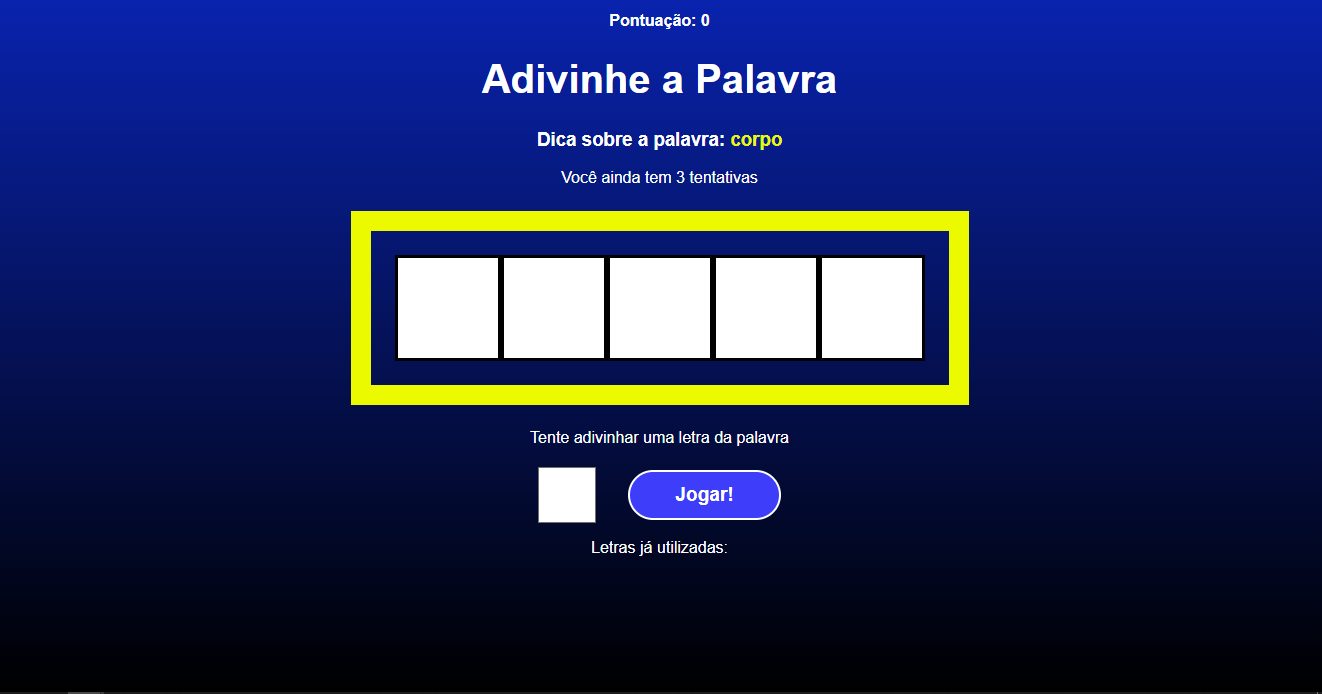 Pontuação: 0
Adivinhe a Palavra
Dica sobre a palavra: corpo
Você ainda tem 3 tentativas
Tente adivinhar uma letra da palavra
Jogar!
Letras já utilizadas: